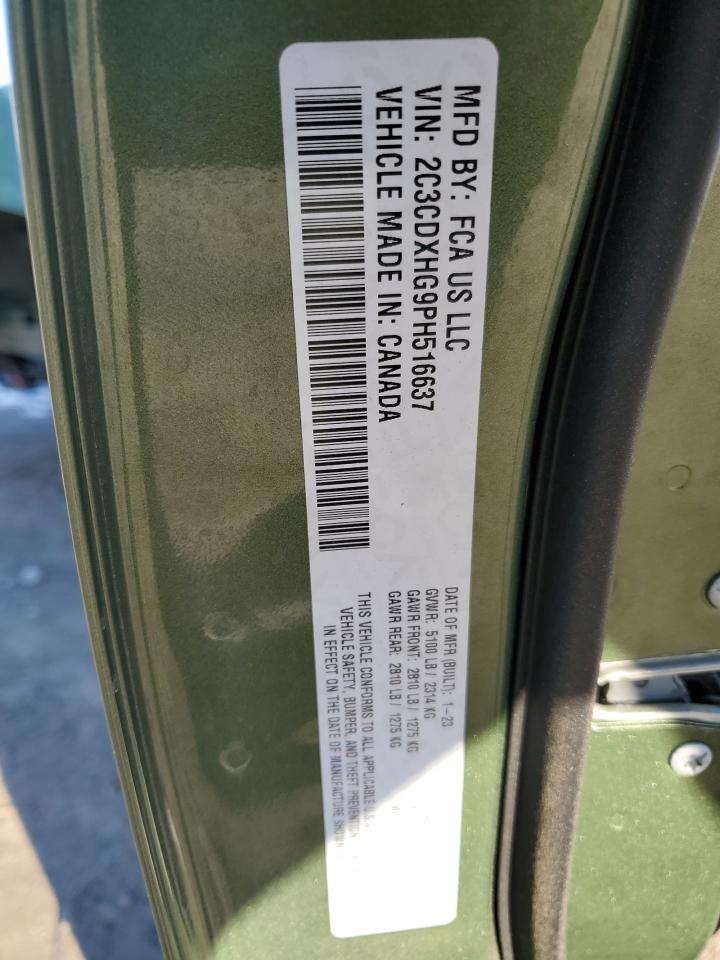 MFD BY: FCA US LLC
VIN: 2C3CDXHG9PH516637
VEHICLE MADE IN: CANADA
DATE OF MFR (BUILT): 1-23
GVWR: 5100 LB / 2314 KG
GAWR FRONT: 2810 LB / 1275 KG
GAWR REAR: 2810 LB / 1275 KG
THIS VEHICLE CONFORMS TO ALL APPLICABLE U.S.
VEHICLE SAFETY, BUMPER, AND THEFT PREVENTION
IN EFFECT ON THE DATE OF MANUFACTURE SHOWN